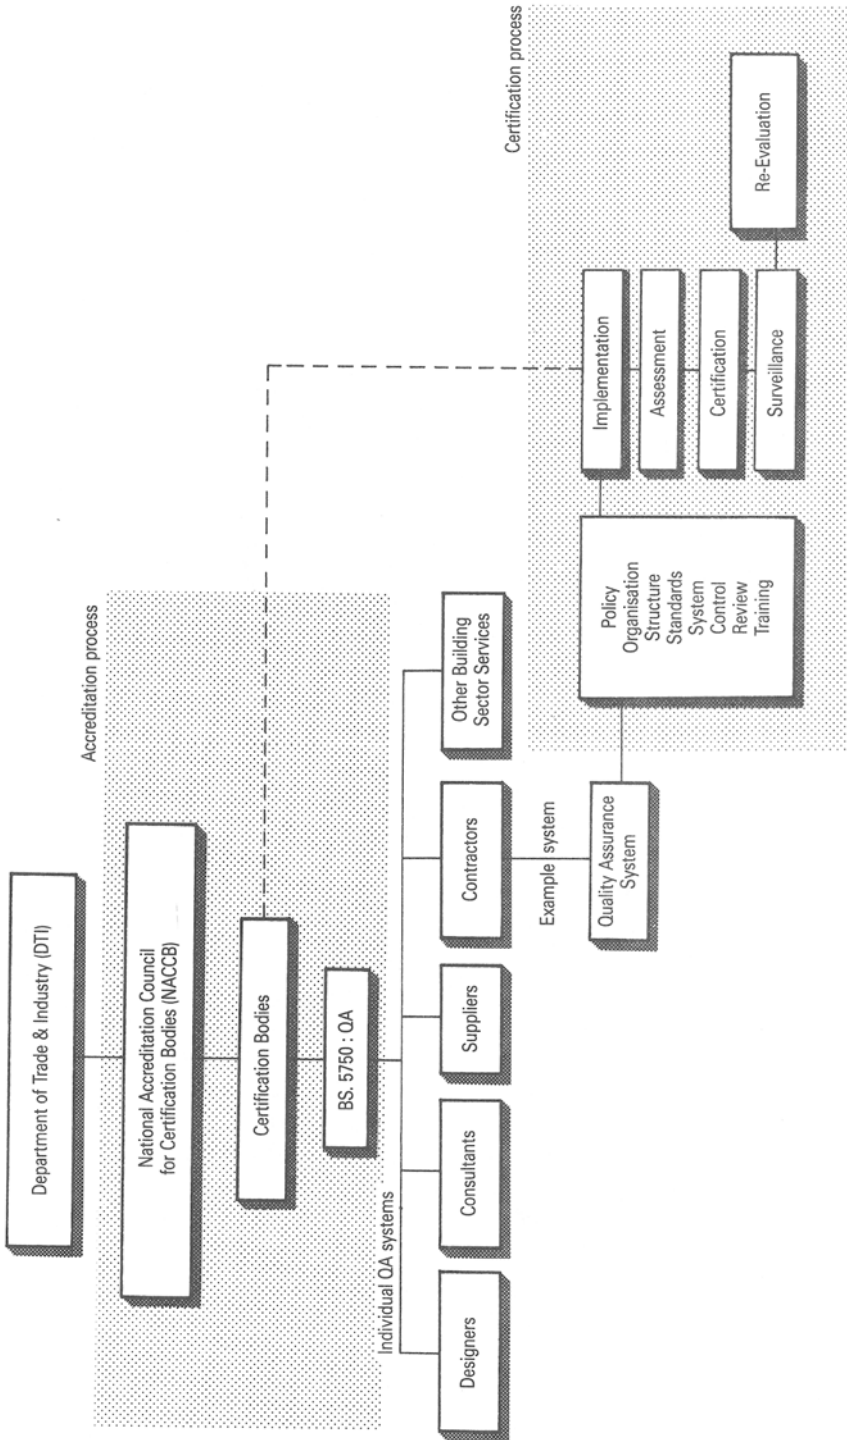 Department of Trade & Industry (DTI)
Accreditation process
National Accreditation Council
for Certification Bodies (NACCB)
Certification Bodies
BS. 5750 : QA
Individual QA systems
Designers
Consultants
Suppliers
Contractors
Other Building
Sector Services
Example system
Quality Assurance
System
Certification process
Policy
Organisation
Structure
Standards
System
Control
Review
Training
Implementation
Assessment
Certification
Surveillance
Re-Evaluation